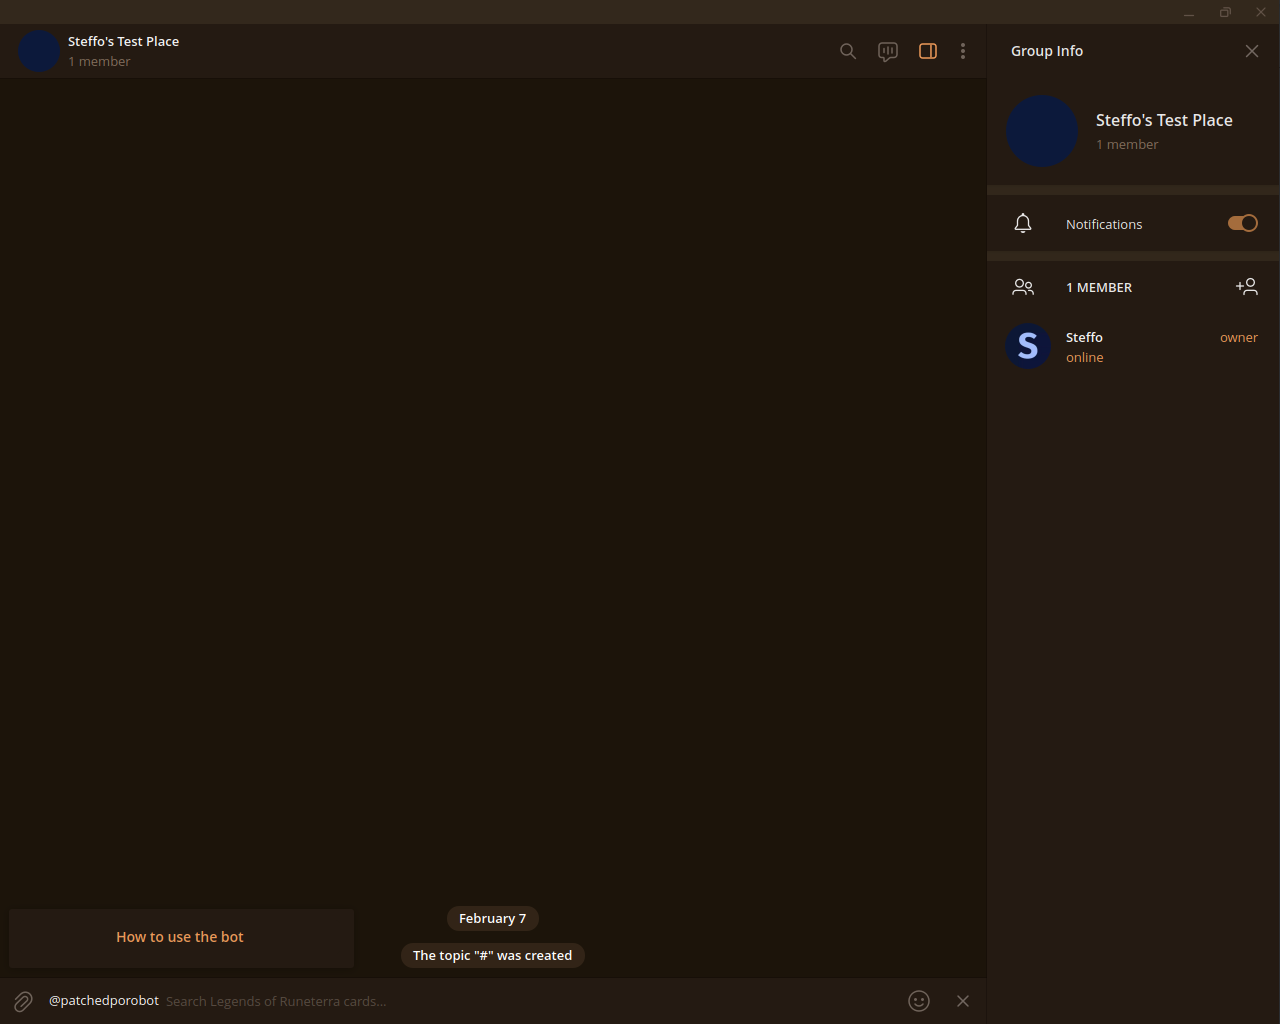 Steffo's Test Place
1 member
Group Info
Steffo's Test Place
1 member
Notifications
1 MEMBER
S
Steffo
owner
online
February 7
How to use the bot
The topic "#" was created
@patchedporobot Search Legends of Runeterra cards...